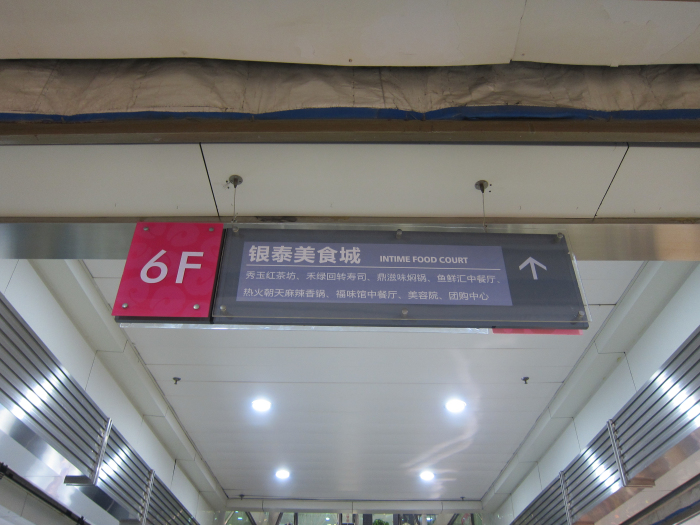 6F
银泰美食城 INTIME FOOD COURT
秀玉红茶坊、禾绿回转寿司、鼎滋味焖锅、鱼鲜汇中餐厅、
热火朝天麻辣香锅、福味馆中餐厅、美容院、团购中心